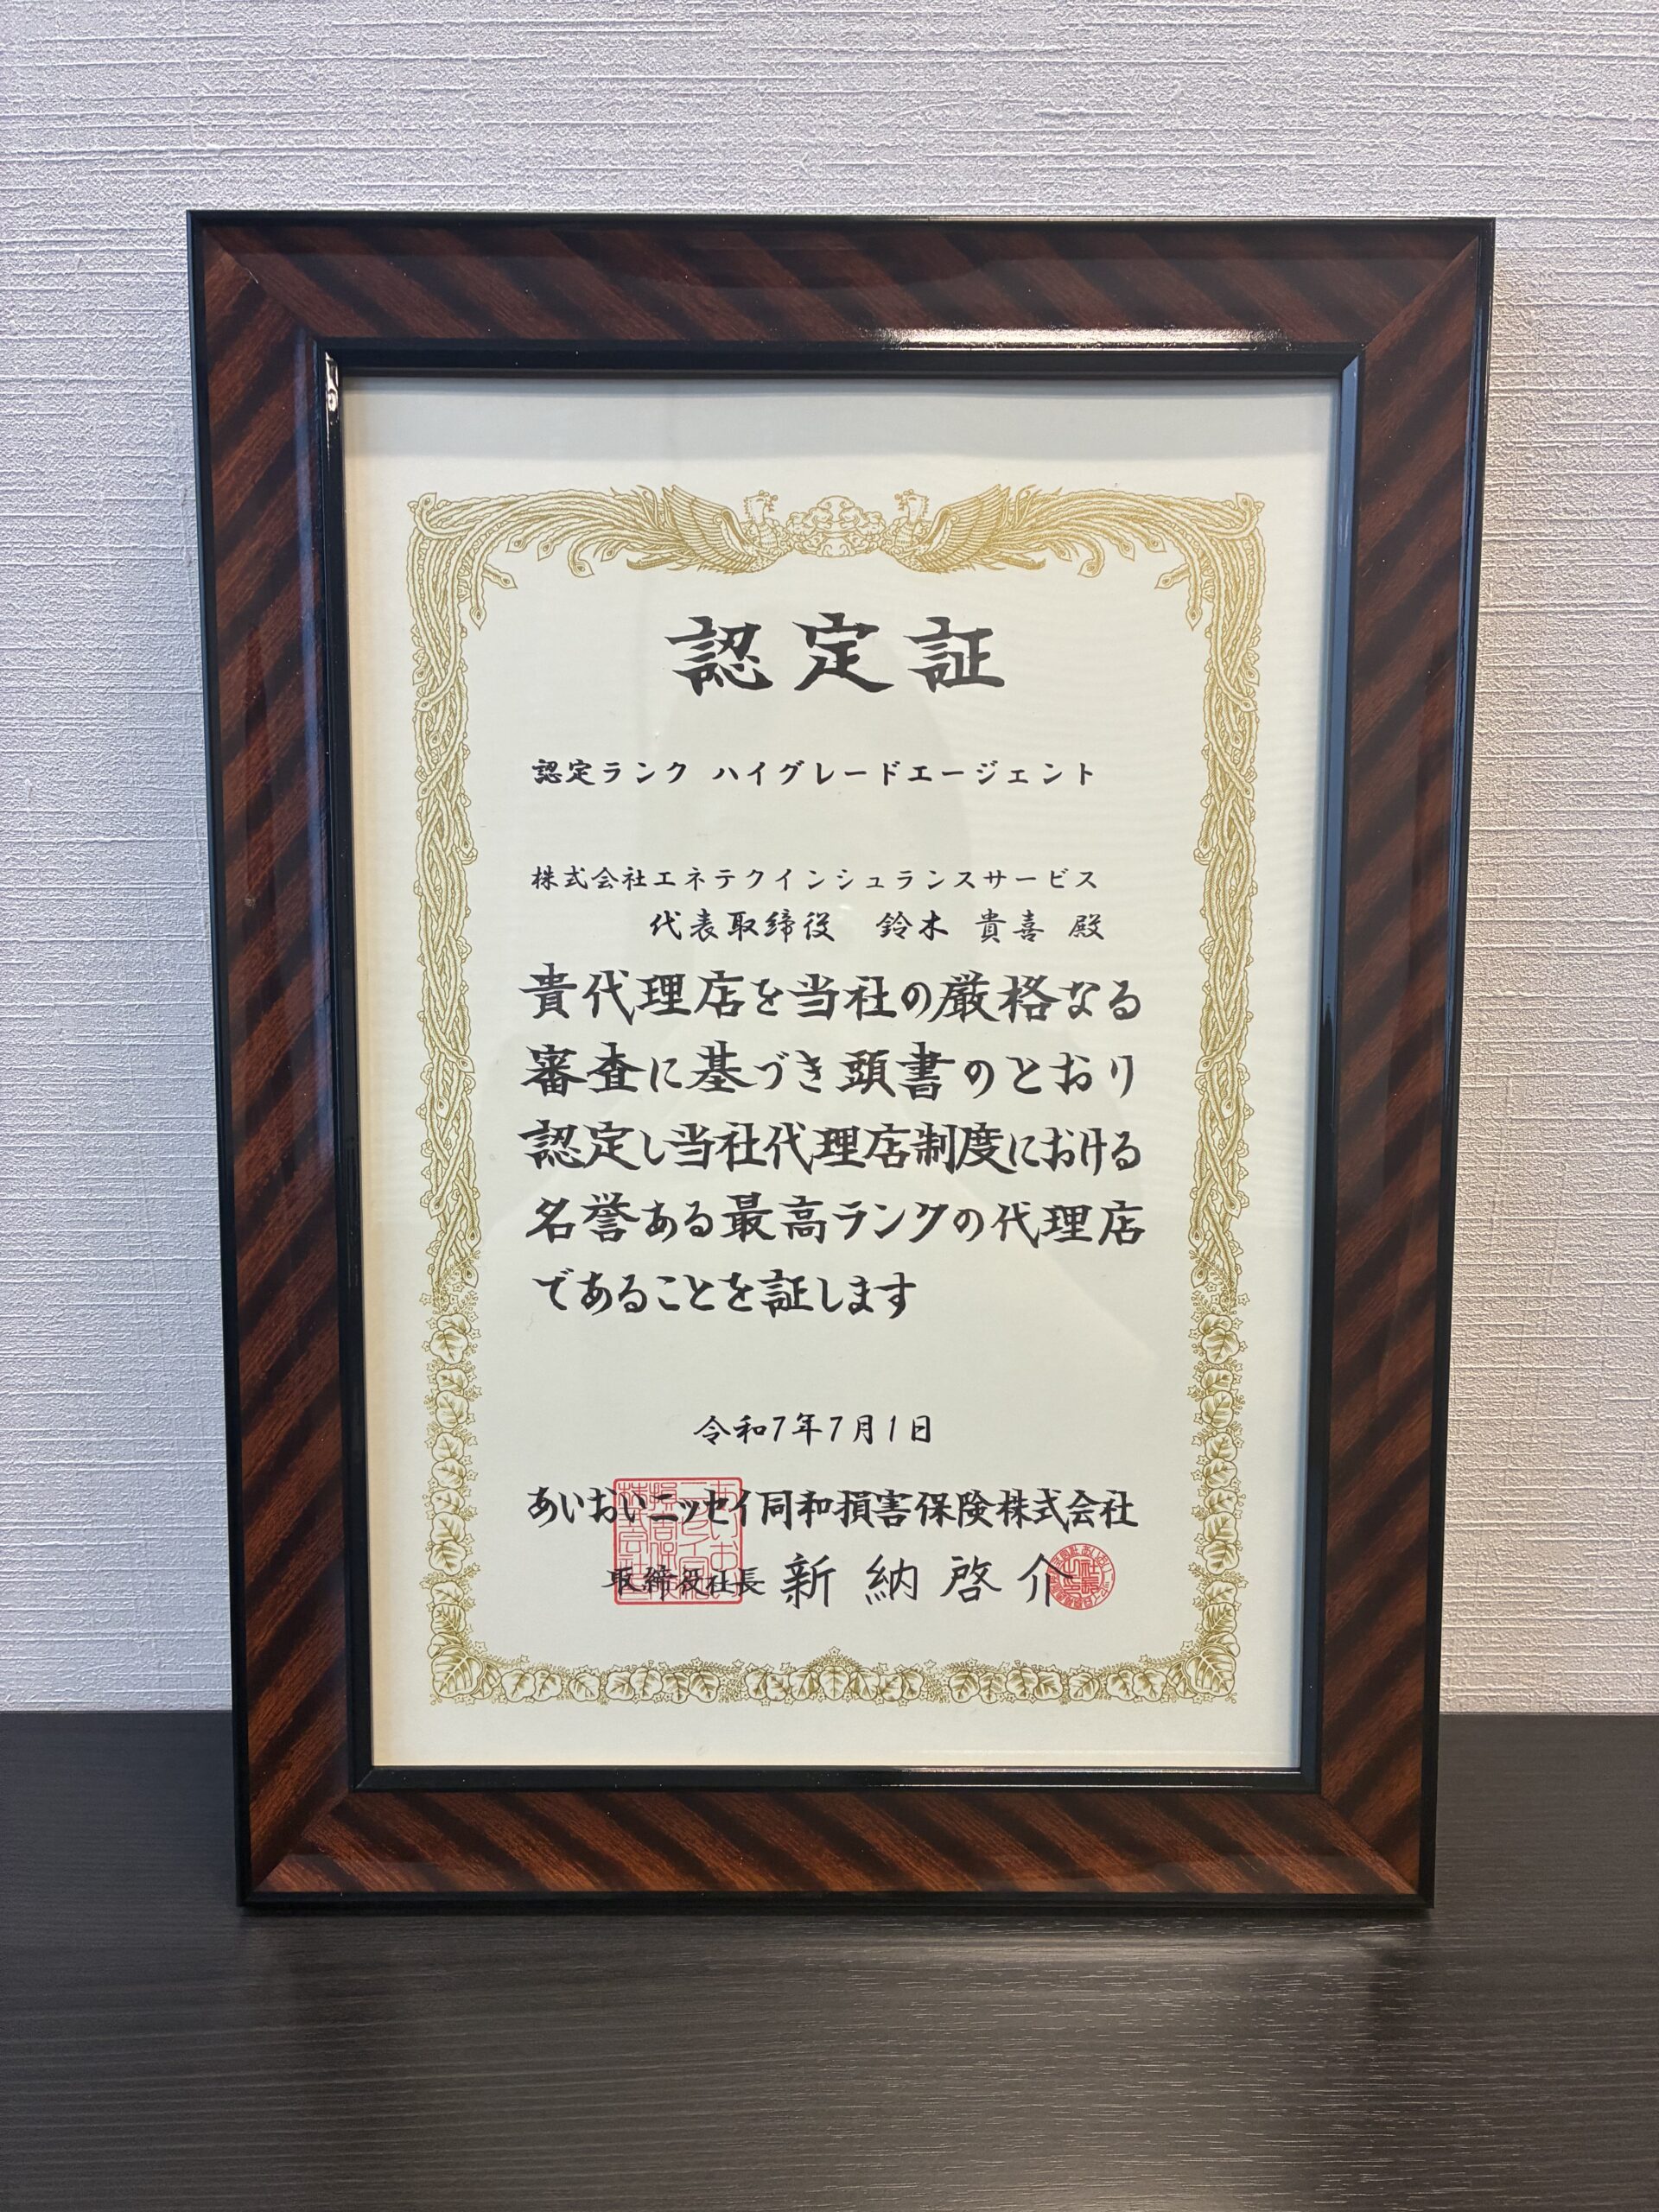 認定証
認定ランク ハイグレードエージェント
株式会社エネテクインシュランスサービス
代表取締役 鈴木 貴喜 殿
貴代理店を当社の厳格なる
審査に基づき頭書のとおり
認定し当社代理店制度における
名誉ある最高ランクの代理店
であることを証します
令和7年7月1日
あいおいニッセイ同和損害保険株式会社
取締役社長 新納啓介